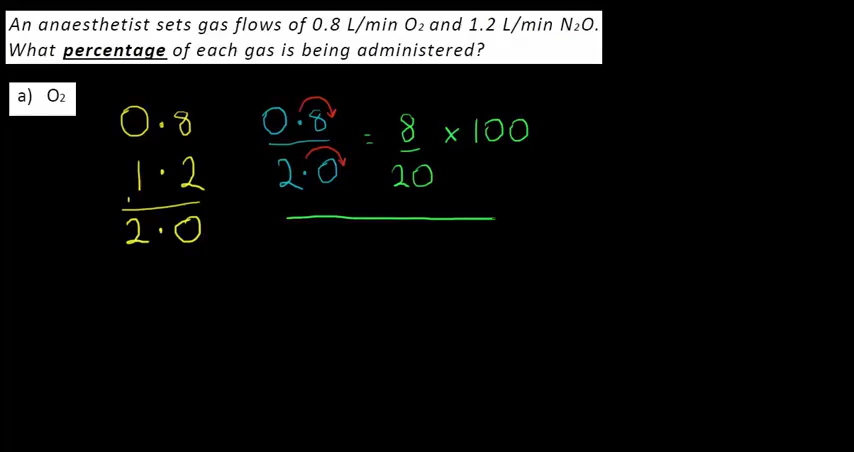 An anaesthetist sets gas flows of 0.8 L/min O₂ and 1.2 L/min N₂O.
What percentage of each gas is being administered?
a) O₂
0.8
1.2
2.0
0.8
2.0
= 8 x 100
20